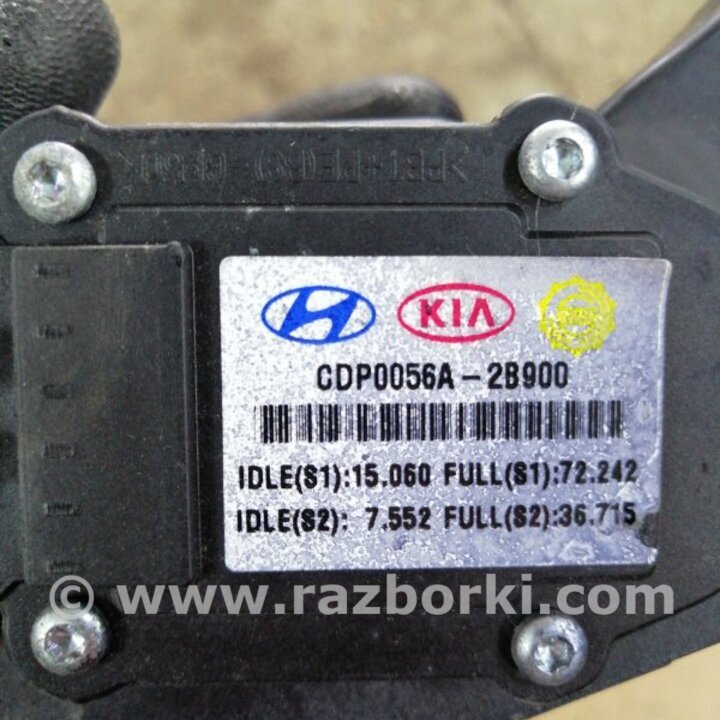 KIA
CDP0056A-2B900
IDLE(S1):15.060 FULL(S1):72.242
IDLE(S2): 7.552 FULL(S2):36.715
© www.razborki.com